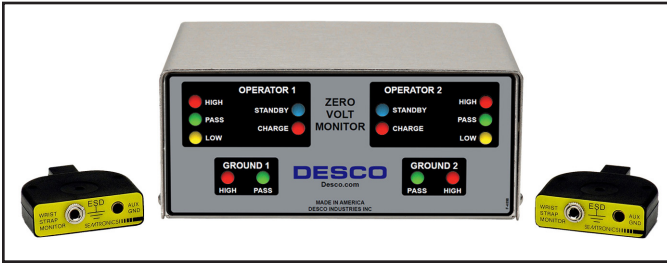 OPERATOR 1
HIGH
PASS
LOW
STANDBY
CHARGE
ZERO
VOLT
MONITOR
OPERATOR 2
STANDBY
CHARGE
HIGH
PASS
LOW
GROUND 1
HIGH PASS
DESCO
Desco.com
GROUND 2
PASS HIGH
MADE IN AMERICA
DESCO INDUSTRIES INC
WRIST
STRAP
MONITOR
ESD
AUX
GND
SEMTRONICS
WRIST
STRAP
MONITOR
ESD
AUX
GND
SEMTRONICS